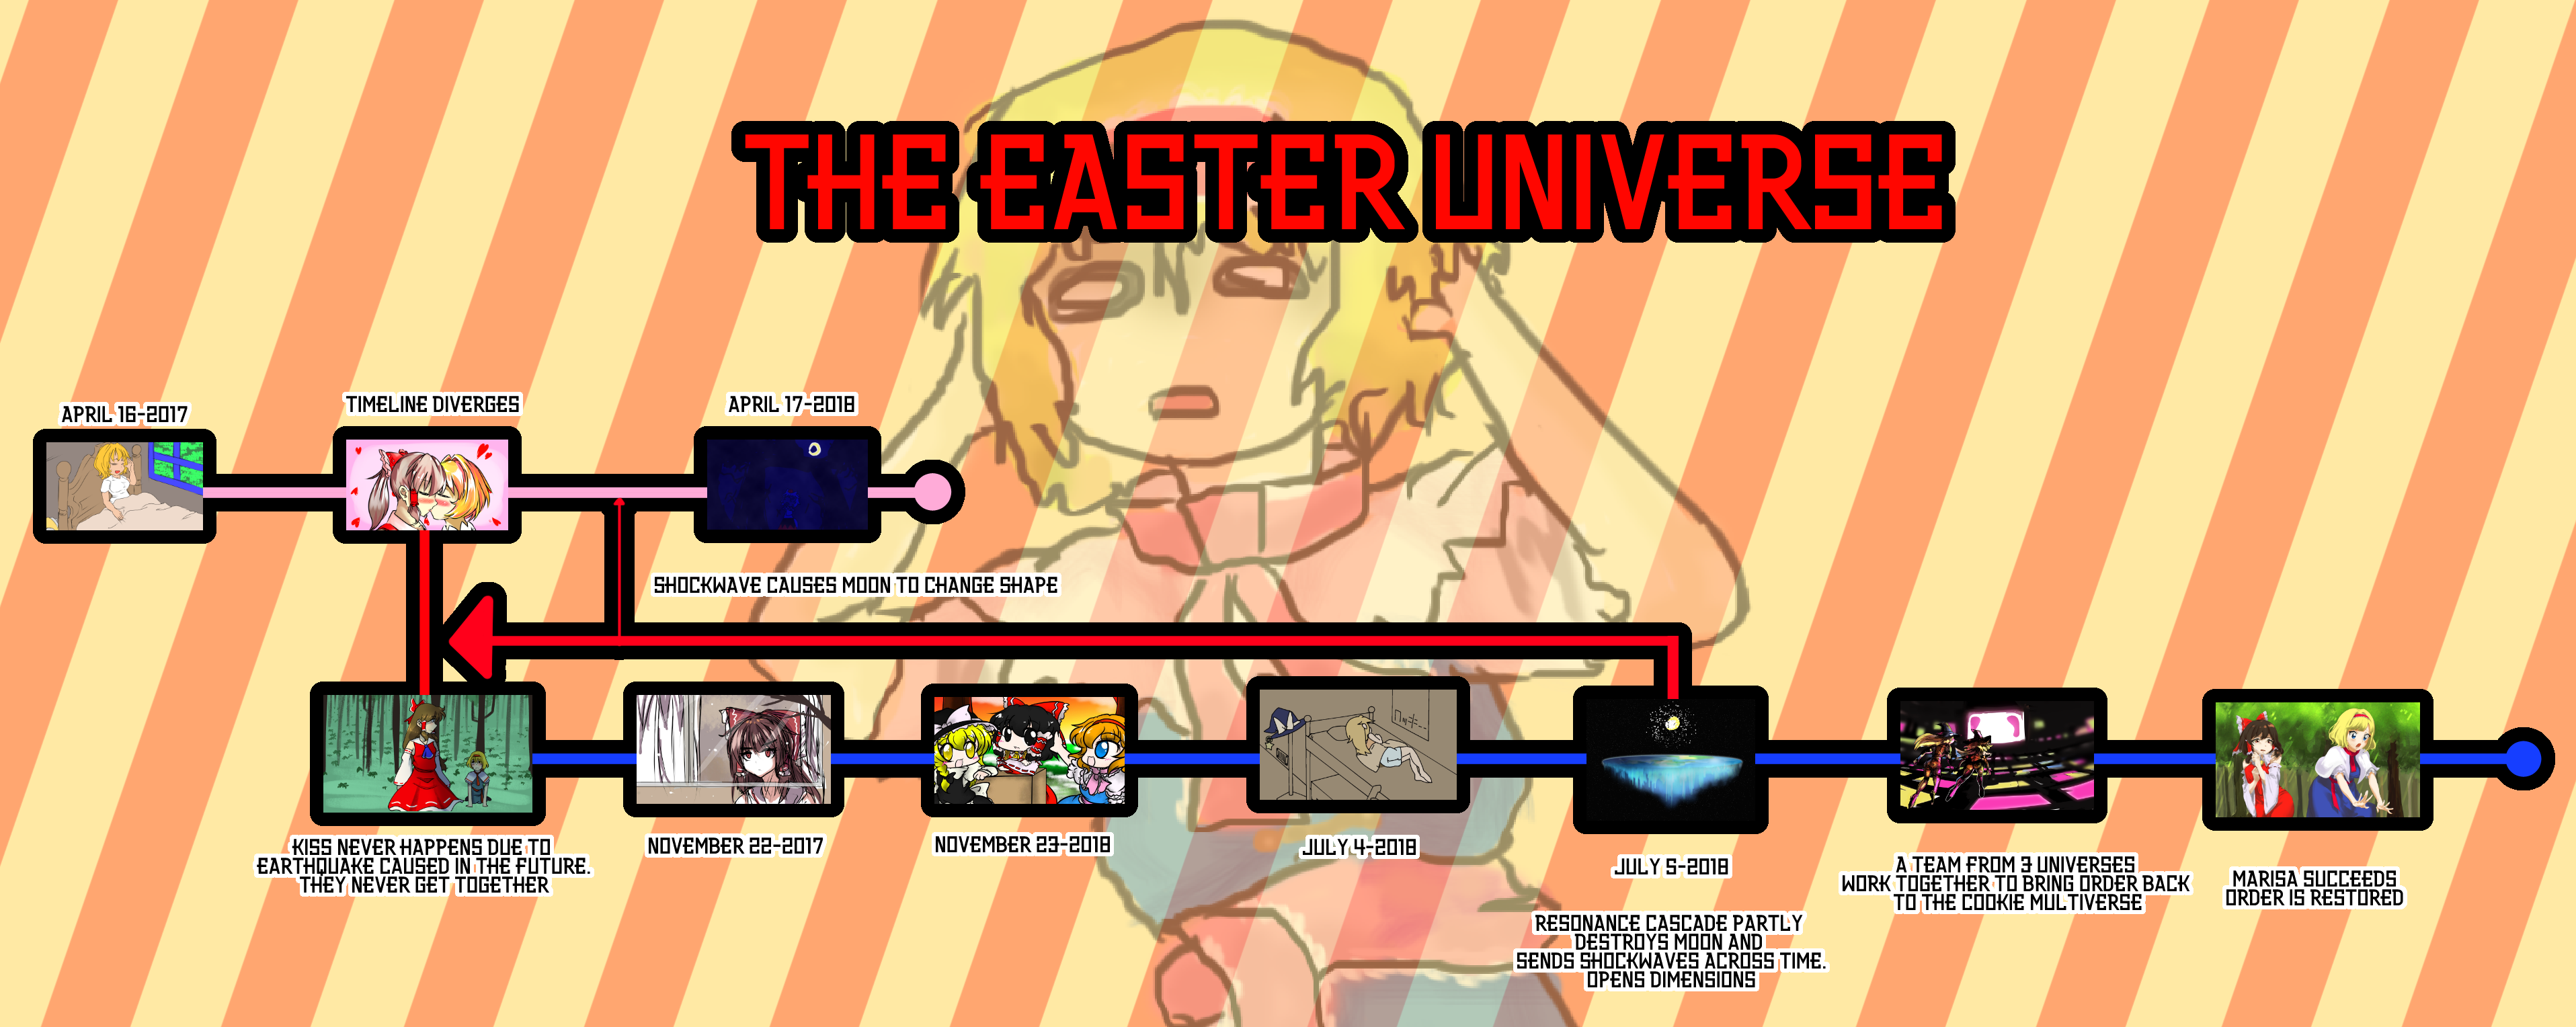 THE EASTER UNIVERSE
APRIL 16-2017
TIMELINE DIVERGES
APRIL 17-2018
SHOCKWAVE CAUSES MOON TO CHANGE SHAPE
KISS NEVER HAPPENS DUE TO
EARTHQUAKE CAUSED IN THE FUTURE.
THEY NEVER GET TOGETHER
NOVEMBER 22-2017
NOVEMBER 23-2018
JULY 4-2018
JULY 5-2018
RESONANCE CASCADE PARTLY
DESTROYS MOON AND
SENDS SHOCKWAVES ACROSS TIME.
OPENS DIMENSIONS
A TEAM FROM 3 UNIVERSES
WORK TOGETHER TO BRING ORDER BACK
TO THE COOKIE MULTIVERSE
MARISA SUCCEEDS
ORDER IS RESTORED